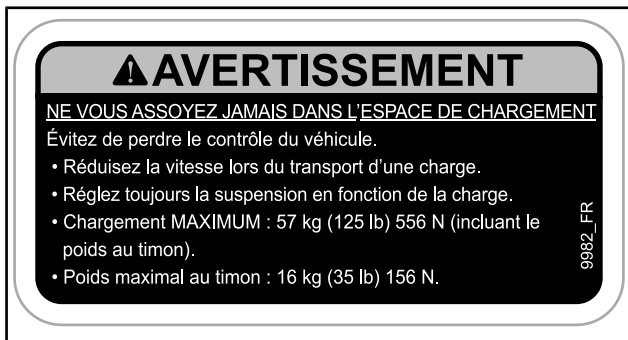 AVERTISSEMENT
NE VOUS ASSOYEZ JAMAIS DANS L'ESPACE DE CHARGEMENT
Évitez de perdre le contrôle du véhicule.
• Réduisez la vitesse lors du transport d'une charge.
• Réglez toujours la suspension en fonction de la charge.
• Chargement MAXIMUM : 57 kg (125 lb) 556 N (incluant le
poids au timon).
• Poids maximal au timon : 16 kg (35 lb) 156 N.
9982_FR